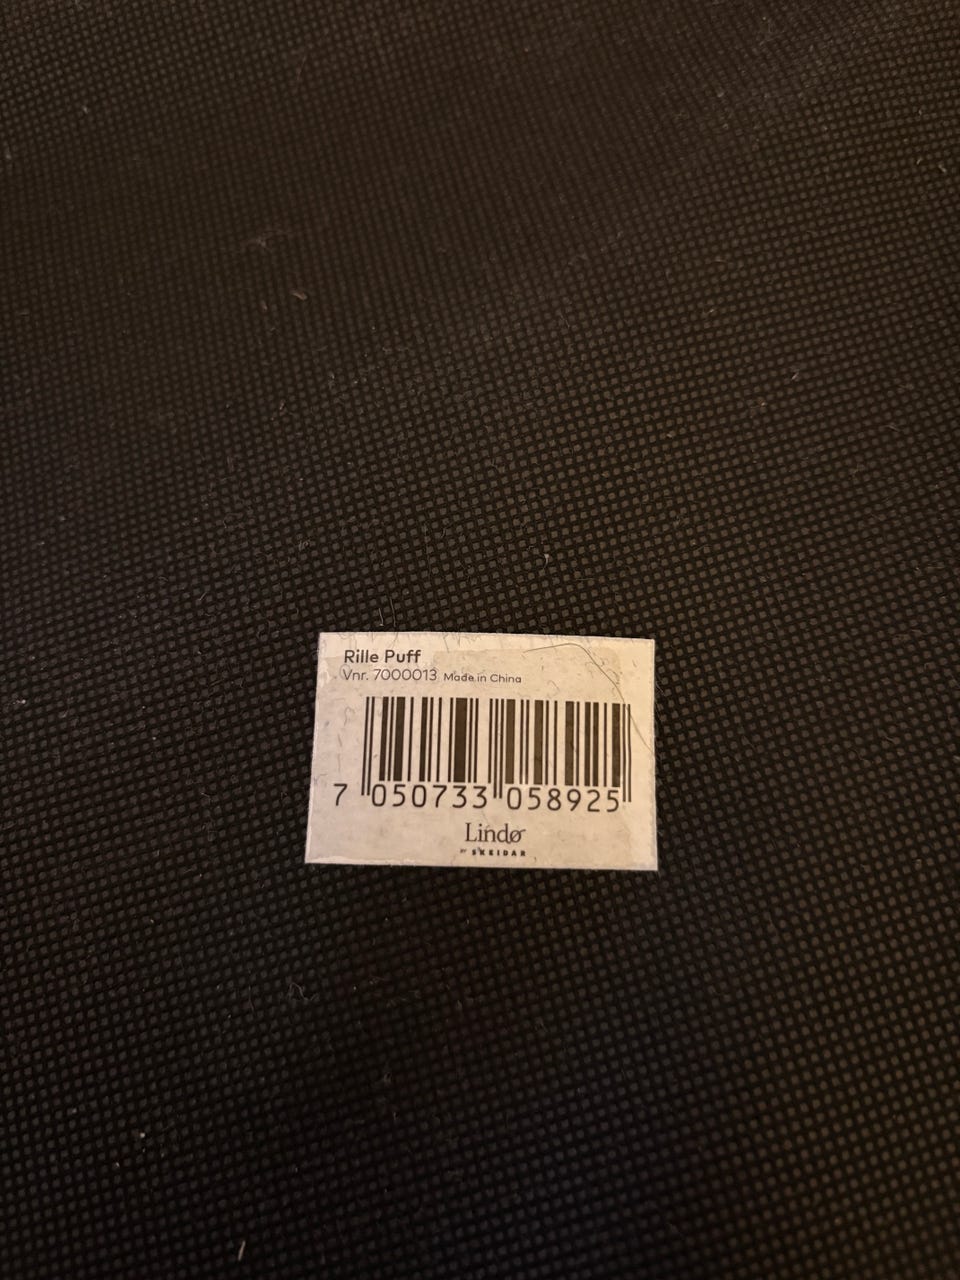 Rille Puff
Vnr. 7000013 Made in China
7 050733 058925
Lindø
BY SKEIDAR